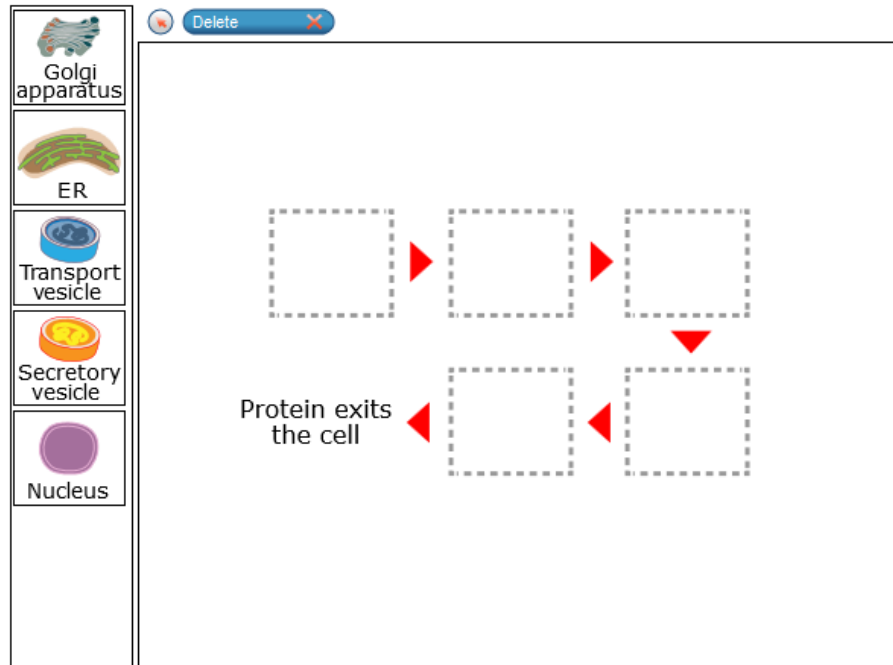 Delete
Golgi
apparatus
ER
Transport
vesicle
Secretory
vesicle
Nucleus
Protein exits
the cell